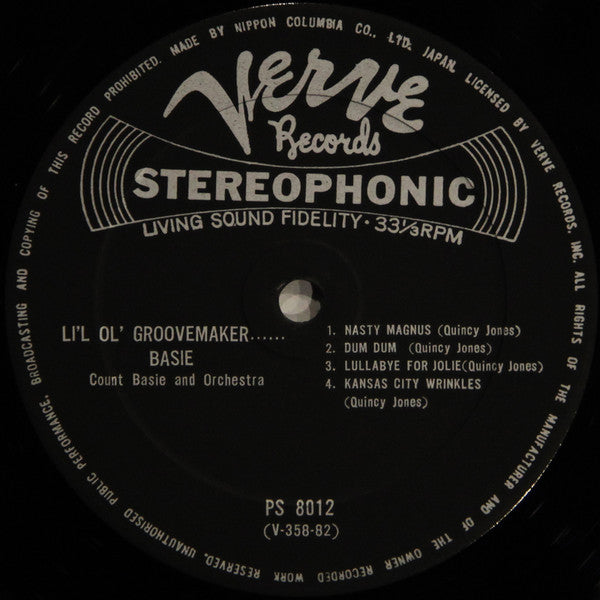 MADE BY NIPPON COLUMBIA CO., LTD. JAPAN. LICENSED BY VERVE RECORDS, INC. ALL RIGHTS OF THE MANUFACTURER AND OF THE OWNER RECORDED WORK RESERVED. UNAUTHORISED PUBLIC PERFORMANCE, BROADCASTING AND COPYING OF THIS RECORD PROHIBITED.
Verve
Records
STEREOPHONIC
LIVING SOUND FIDELITY · 33⅓RPM
LI'L OL' GROOVEMAKER......
BASIE
Count Basie and Orchestra
1. NASTY MAGNUS (Quincy Jones)
2. DUM DUM (Quincy Jones)
3. LULLABYE FOR JOLIE(Quincy Jones)
4. KANSAS CITY WRINKLES
(Quincy Jones)
PS 8012
(V-358-82)